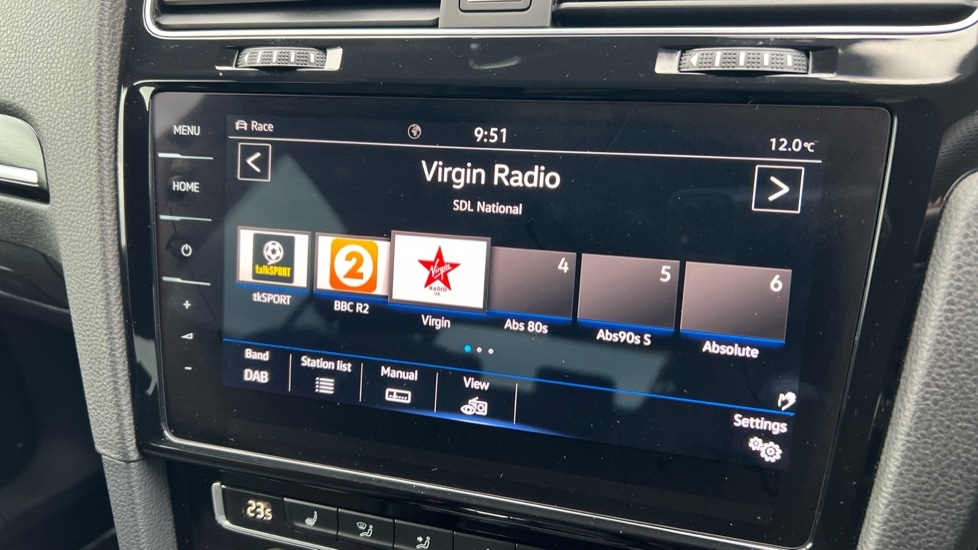 MENU
HOME
Race
9:51
12.0°C
Virgin Radio
SDL National
talkSPORT
2
Virgin
RADIO
UK
4
5
6
tkSPORT
BBC R2
Virgin
Abs 80s
Abs90s S
Absolute
Band
DAB
Station list
Manual
View
Settings
23.5